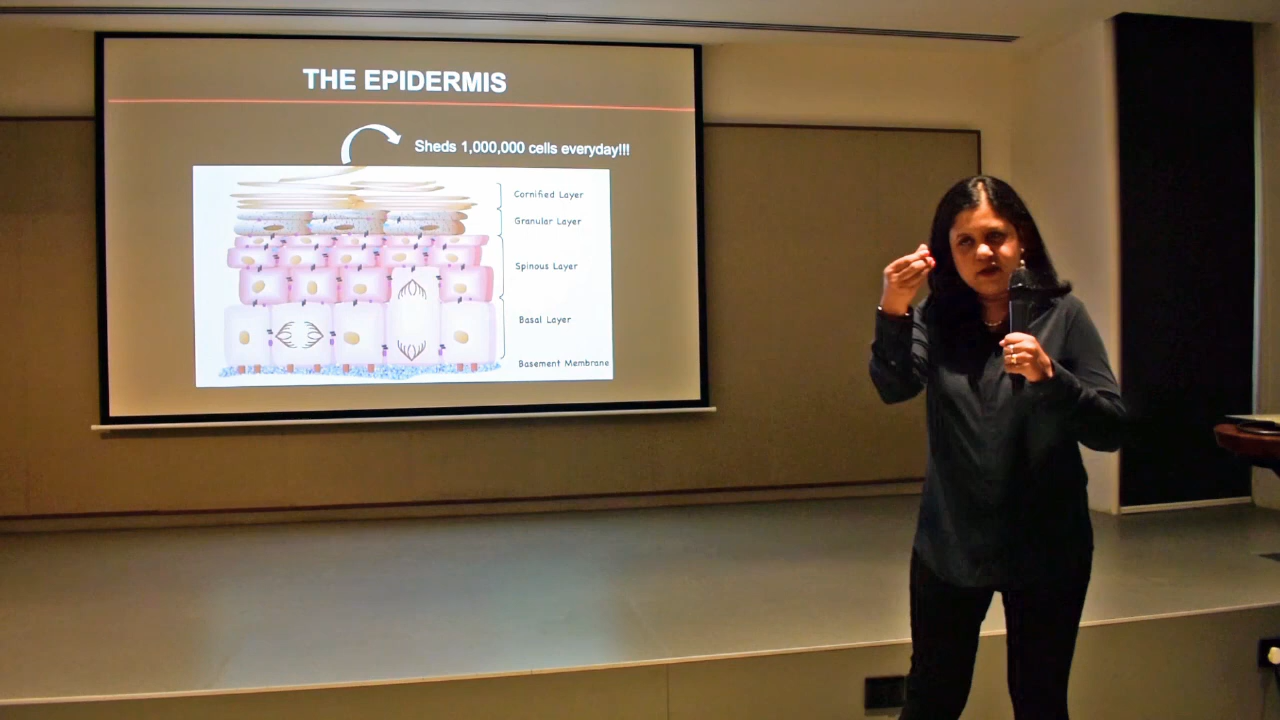 THE EPIDERMIS
Sheds 1,000,000 cells everyday!!!
Cornified Layer
Granular Layer
Spinous Layer
Basal Layer
Basement Membrane